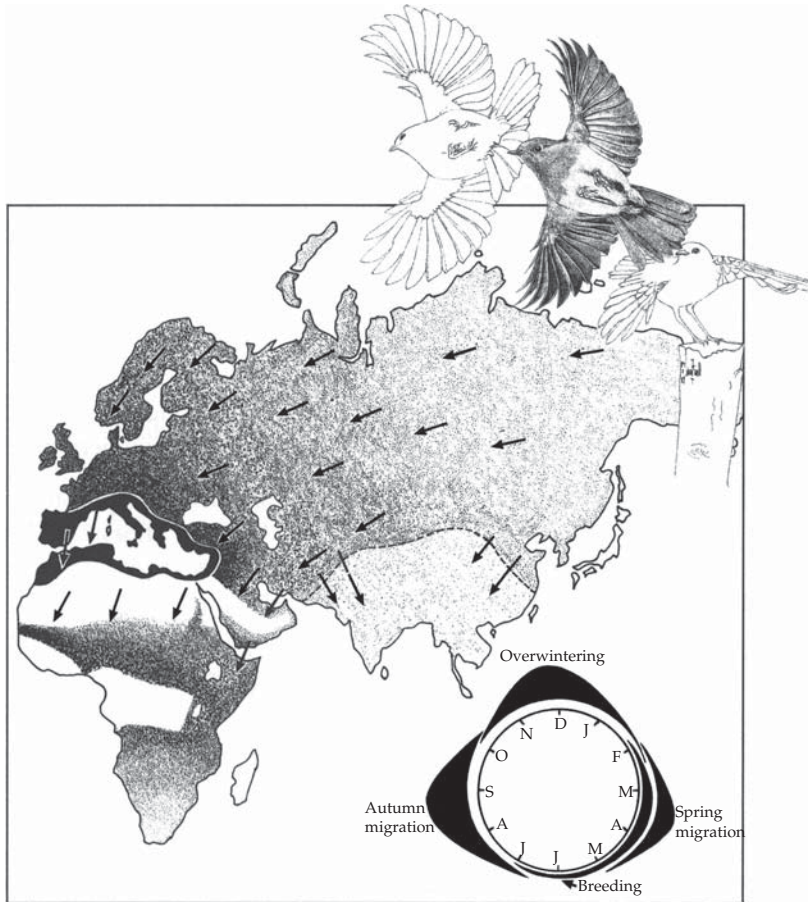 Overwintering
D
N
J
O
F
Autumn
migration
S
M
Spring
migration
A
A
J
M
J
Breeding